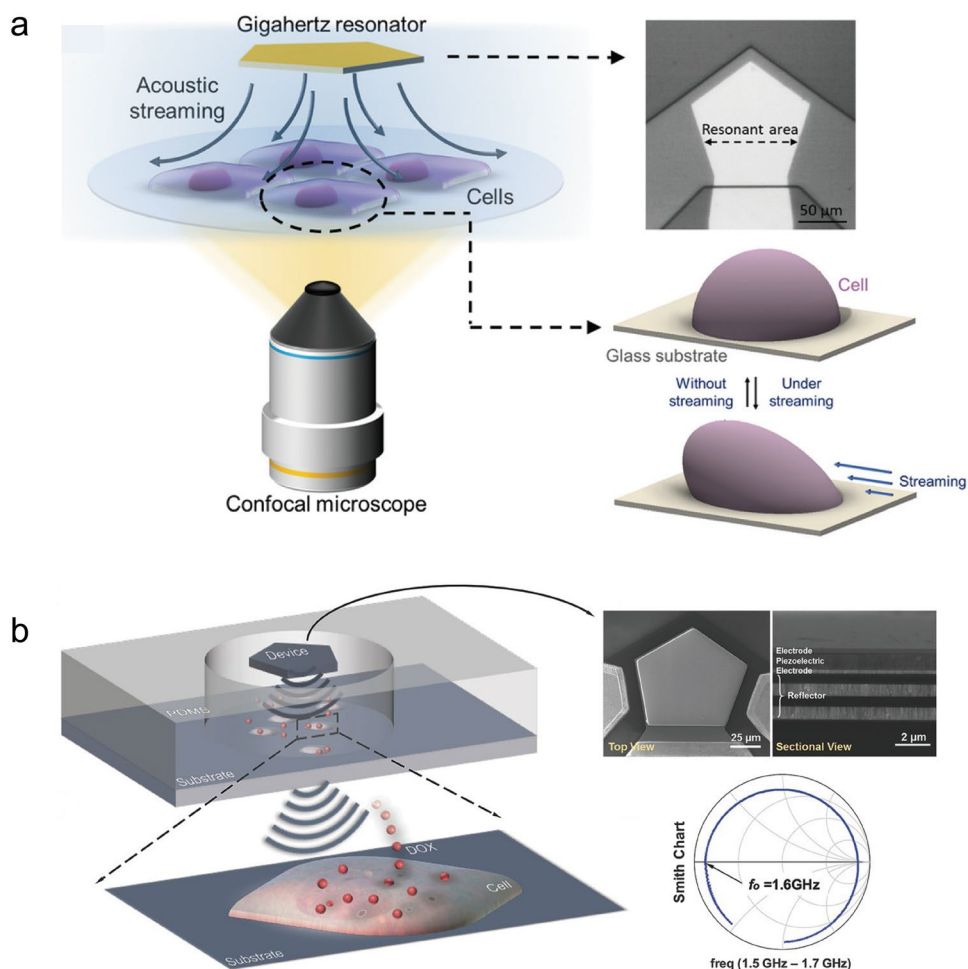 a
Gigahertz resonator
Acoustic
streaming
Cells
Confocal microscope
Resonant area
50 µm
Cell
Glass substrate
Without
streaming
Under
streaming
Streaming
b
Device
PDMS
Substrate
DOX
Cell
Substrate
Electrode
Piezoelectric
Electrode
Reflector
Top View
25 µm
Sectional View
2 µm
Smith Chart
fo =1.6GHz
freq (1.5 GHz – 1.7 GHz)